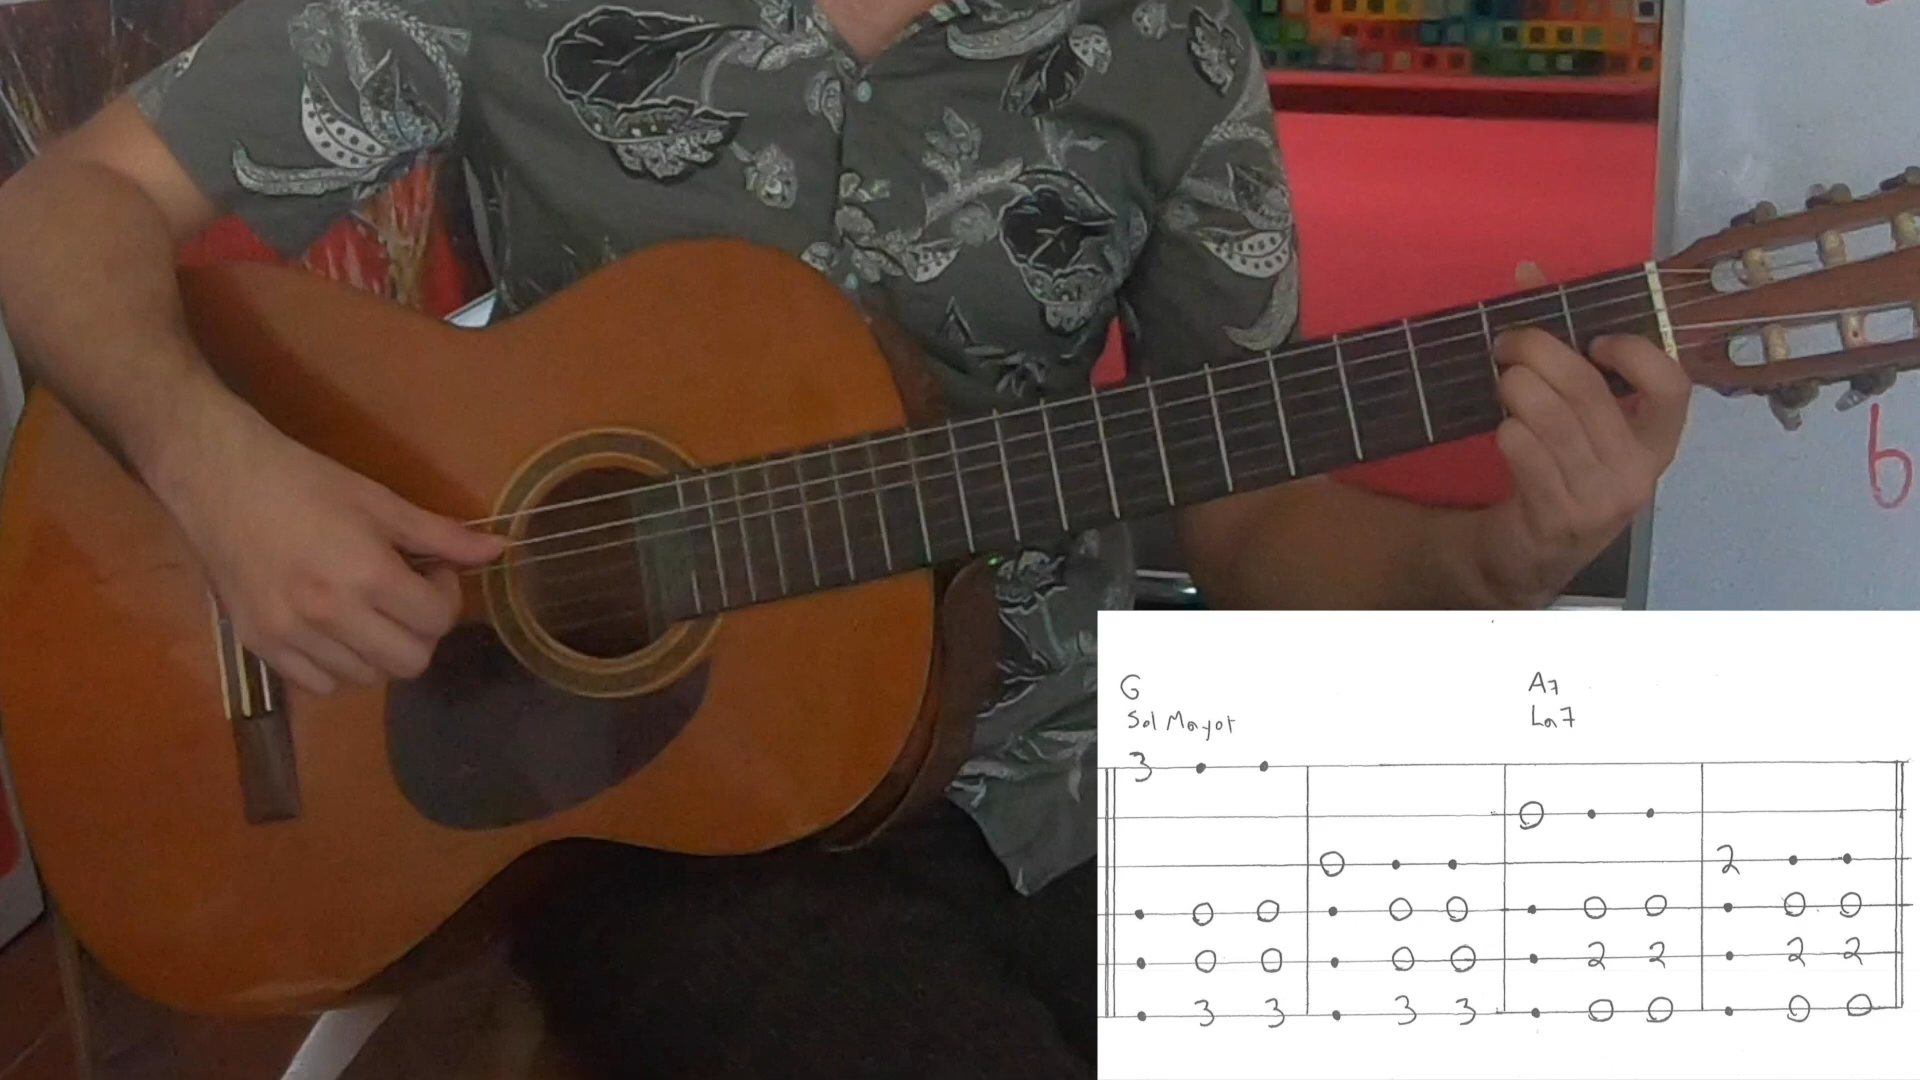 6
G A7
Sol Mayor La7
3 • •
0 • •
0 • • 2 • •
• 0 0 • 0 0 • 0 0 • 0 0
• 0 0 • 0 0 • 2 2 • 2 2
• 3 3 • 3 3 • 0 0 • 0 0